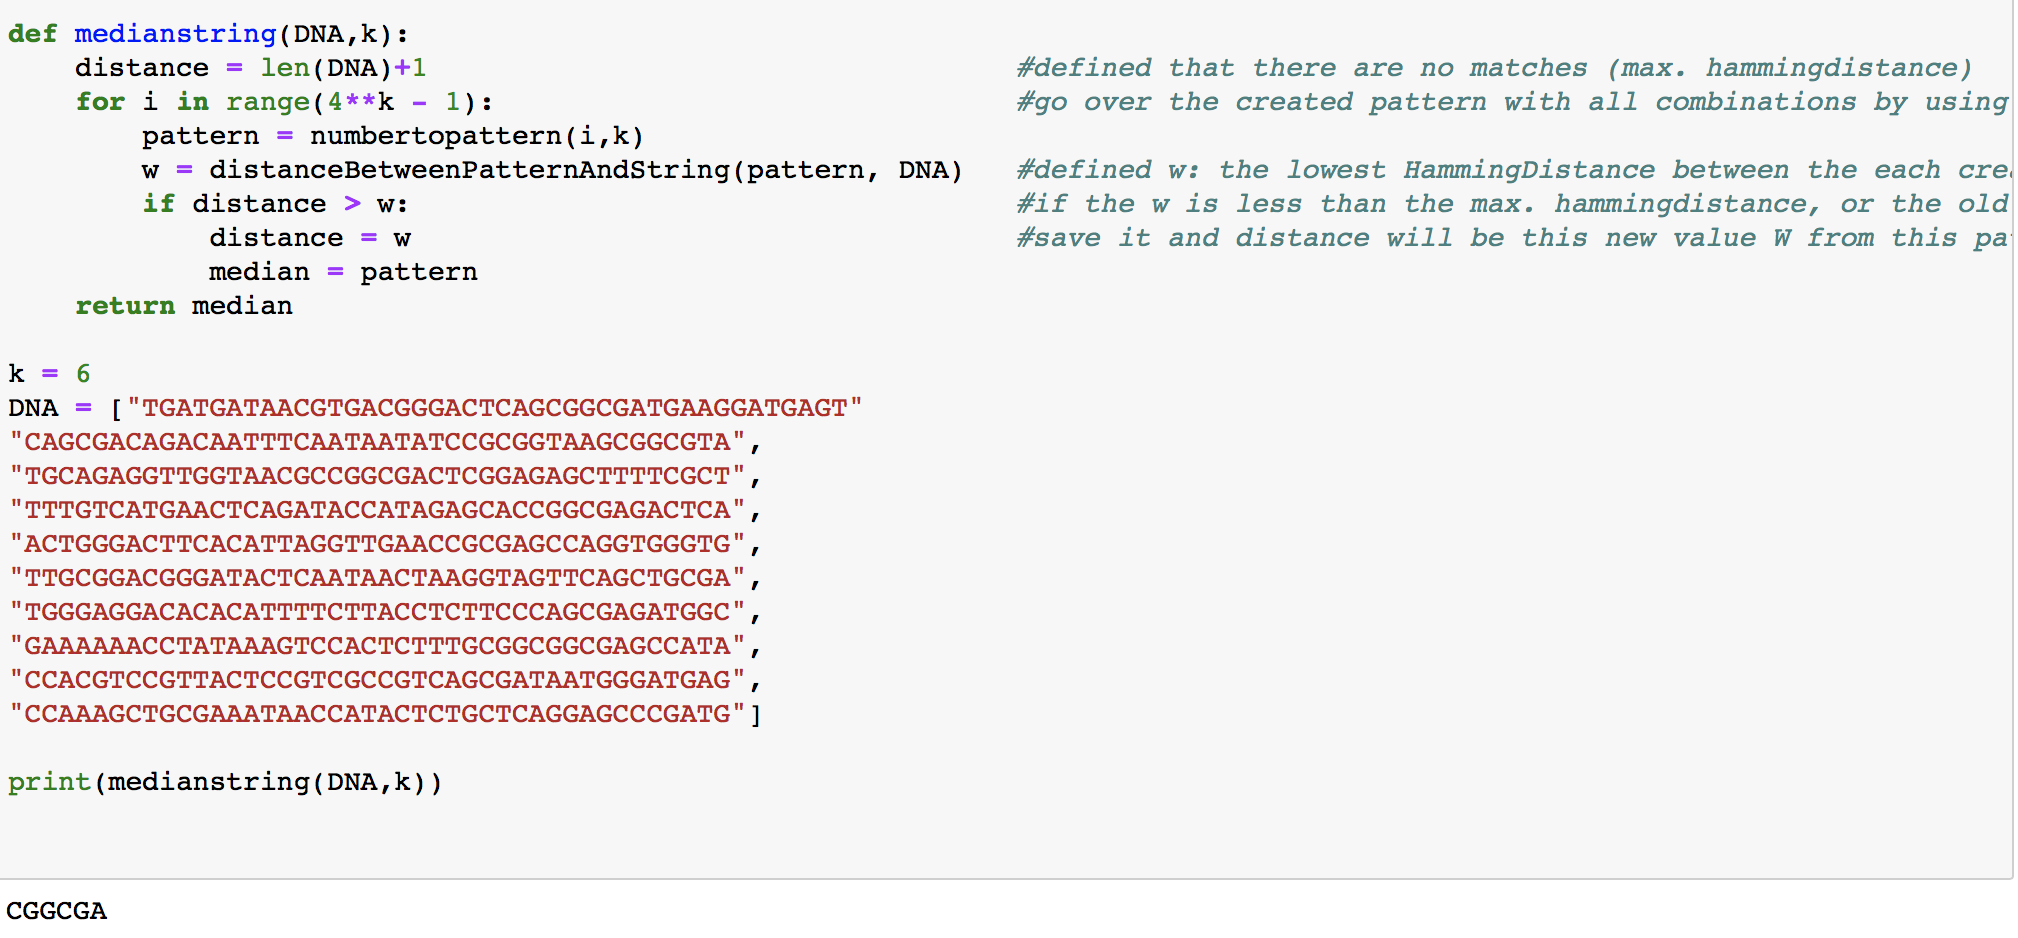 def medianstring(DNA,k):
    distance = len(DNA)+1                                   #defined that there are no matches (max. hammingdistance)
    for i in range(4**k - 1):                               #go over the created pattern with all combinations by using
        pattern = numbertopattern(i,k)
        w = distanceBetweenPatternAndString(pattern, DNA)   #defined w: the lowest HammingDistance between the each
        if distance > w:                                    #if the w is less than the max. hammingdistance, or the old
            distance = w                                    #save it and distance will be this new value W from this
            median = pattern
    return median
k = 6
DNA = ["TGATGATAACGTGACGGGACTCAGCGGCGATGAAGGATGAGT"
"CAGCGACAGACAATTTCAATAATATCCGCGGTAAGCGGCGTA",
"TGCAGAGGTTGGTAACGCCGGCGACTCGGAGAGCTTTTCGCT",
"TTTGTCATGAACTCAGATACCATAGAGCACCGGCGAGACTCA",
"ACTGGGACTTCACATTAGGTTGAACCGCGAGCCAGGTGGGTG",
"TTGCGGACGGGATACTCAATAACTAAGGTAGTTCAGCTGCGA",
"TGGGAGGACACACATTTTCTTACCTCTTCCCAGCGAGATGGC",
"GAAAAAACCTATAAAGTCCACTCTTTGCGGCGGCGAGCCATA",
"CCACGTCCGTTACTCCGTCGCCGTCAGCGATAATGGGATGAG",
"CCAAAGCTGCGAAATAACCATACTCTGCTCAGGAGCCCGATG"]
print(medianstring(DNA,k))
CGGCGA